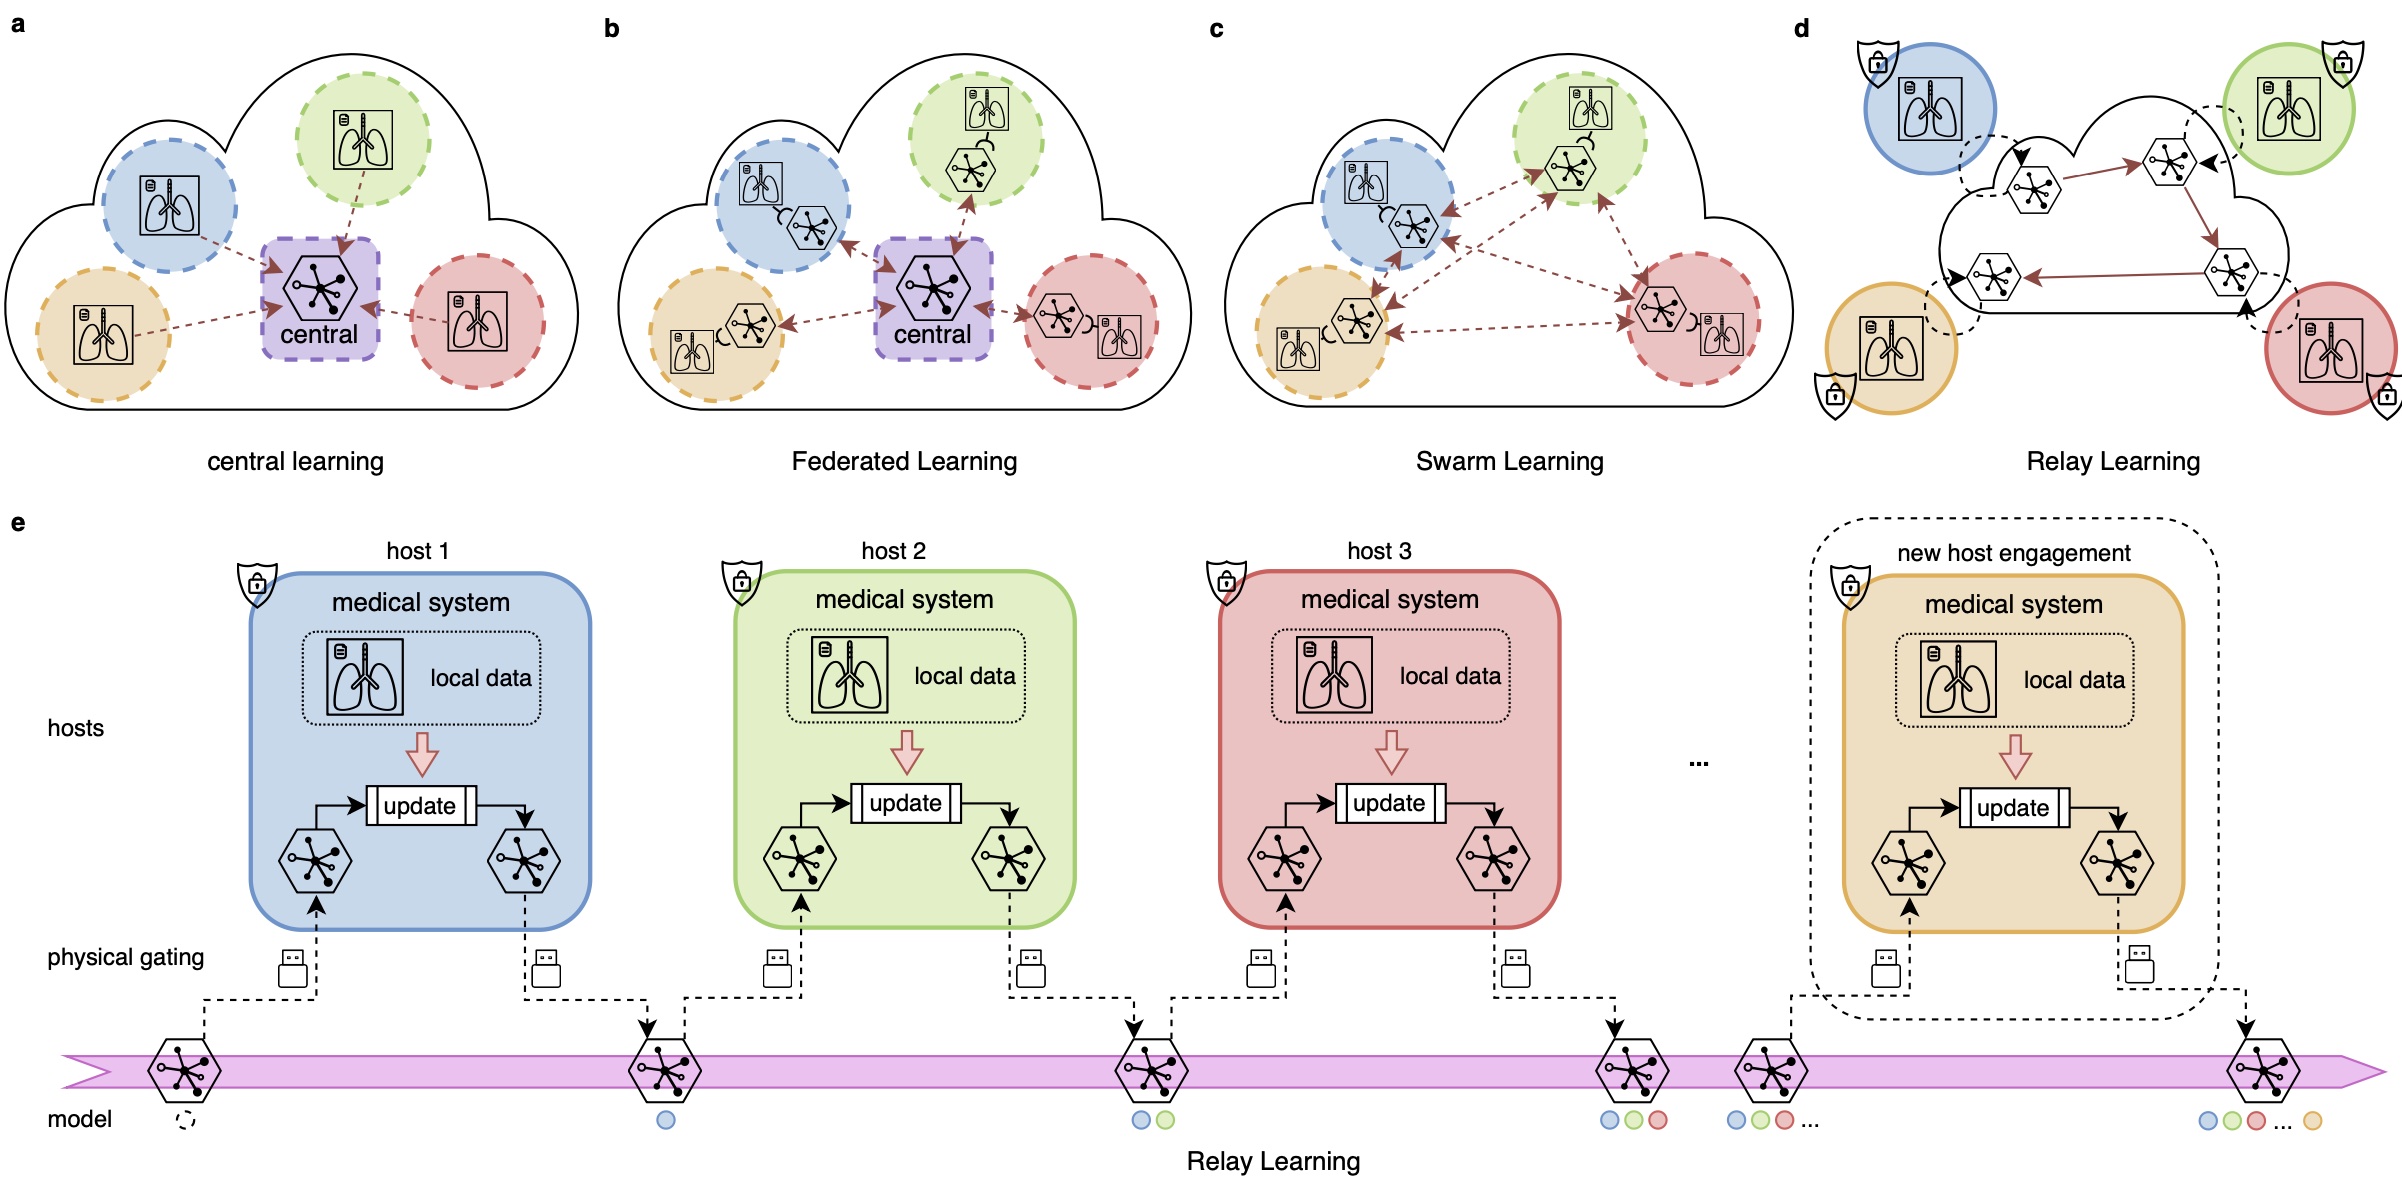 a
b
c
d
central
central
central learning
Federated Learning
Swarm Learning
Relay Learning
e
host 1
host 2
host 3
new host engagement
medical system
medical system
medical system
medical system
local data
local data
local data
local data
hosts
...
update
update
update
update
physical gating
model
...
...
Relay Learning